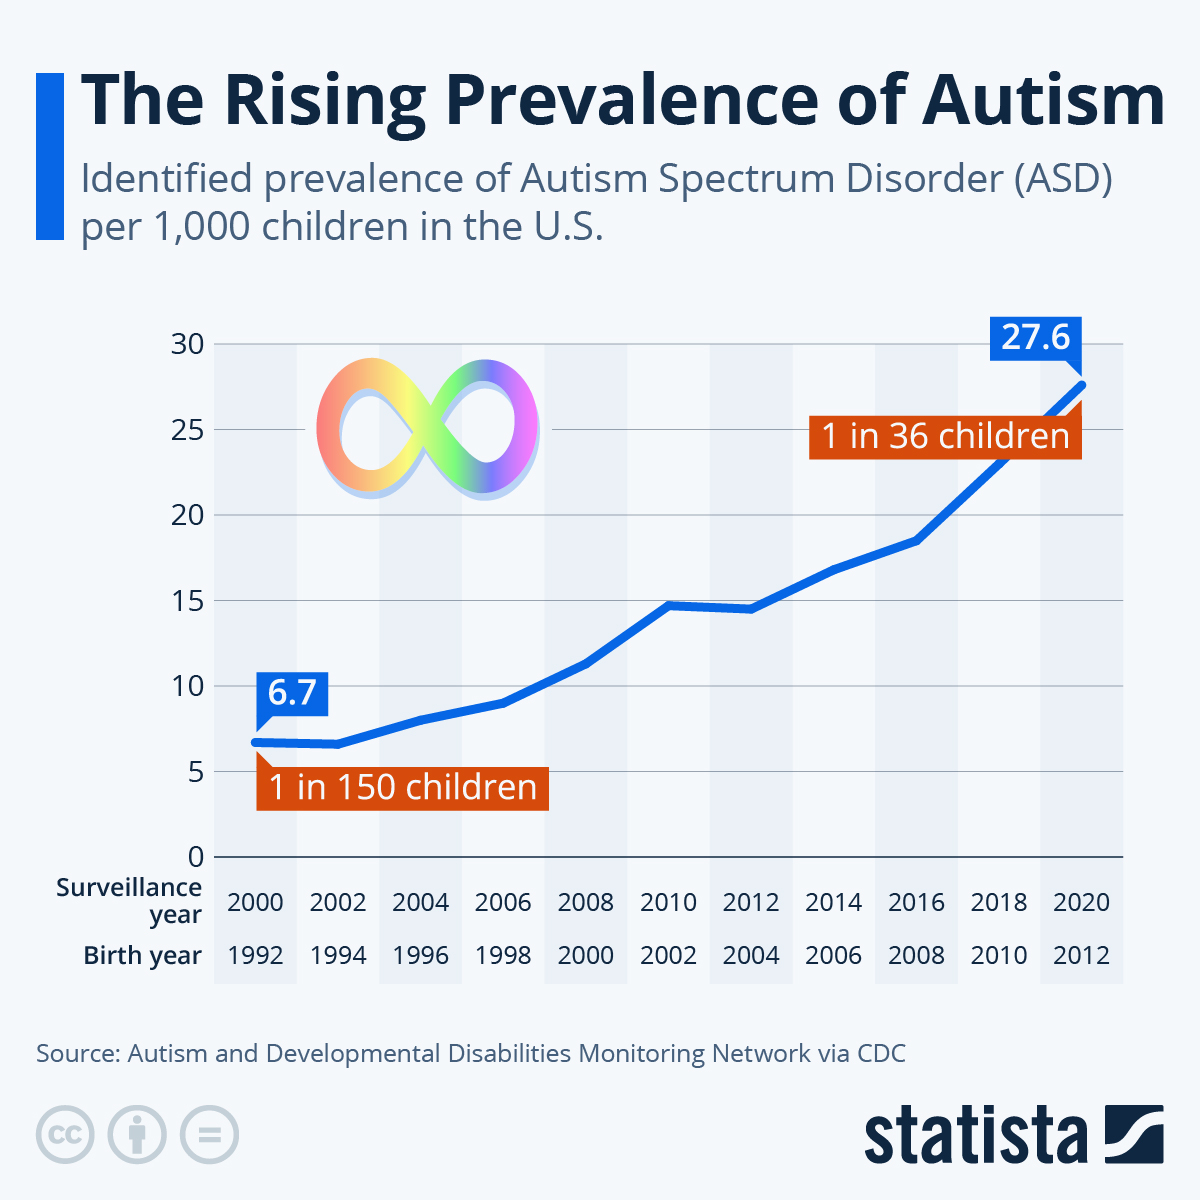 The Rising Prevalence of Autism
Identified prevalence of Autism Spectrum Disorder (ASD)
per 1,000 children in the U.S.
30
27.6
25
1 in 36 children
20
15
10
6.7
5
1 in 150 children
0
Surveillance
year
2000 2002 2004 2006 2008 2010 2012 2014 2016 2018 2020
Birth year 1992 1994 1996 1998 2000 2002 2004 2006 2008 2010 2012
Source: Autism and Developmental Disabilities Monitoring Network via CDC
cc
statista